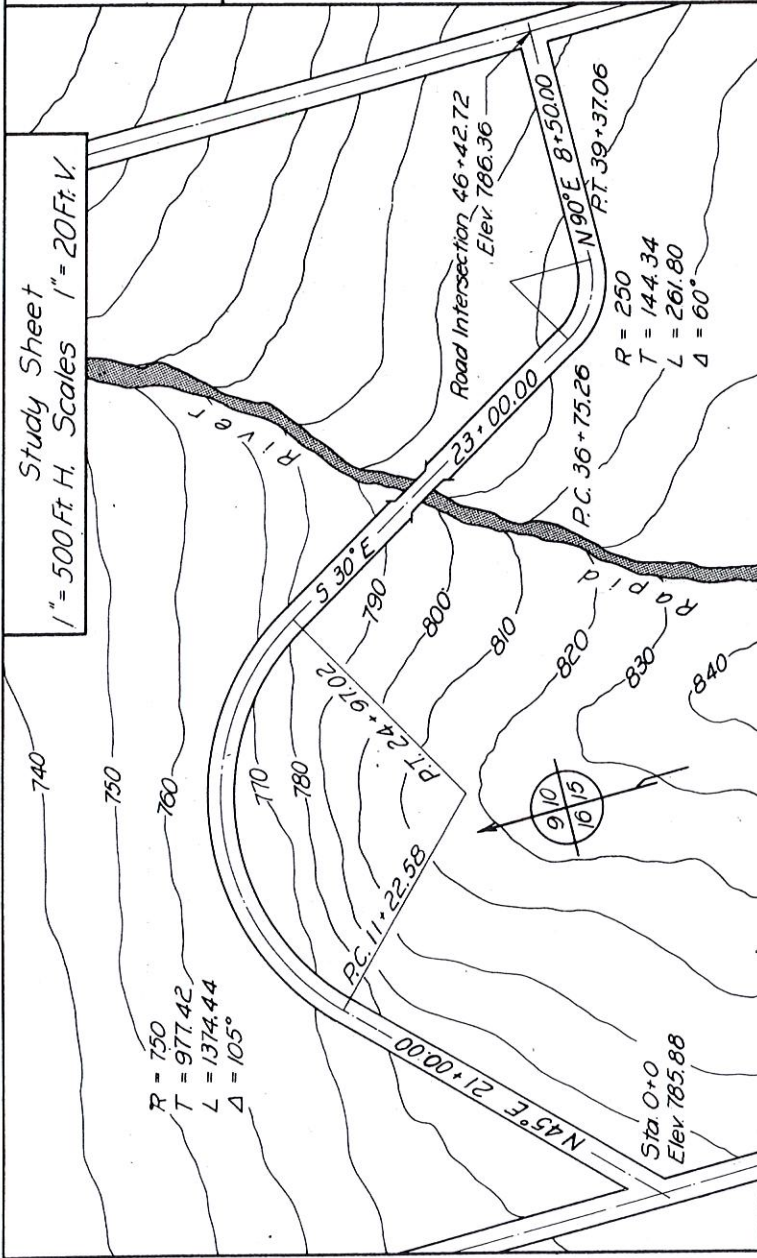 Study Sheet
1" = 500 Ft. H. Scales 1" = 20 Ft. V.
740
750
760
770
780
790
800
810
820
830
840
River
Rapid
R = 750
T = 977.42
L = 1374.44
Δ = 105°
P.C. 11+22.58
P.T. 24+97.02
N 45° E 21+00.00
Sta. 0+0
Elev. 785.88
S 30° E 23+00.00
9 10
16 15
Road Intersection 46+42.72
Elev. 786.36
N 90° E 8+50.00
P.T. 39+37.06
P.C. 36+75.26
R = 250
T = 144.34
L = 261.80
Δ = 60°